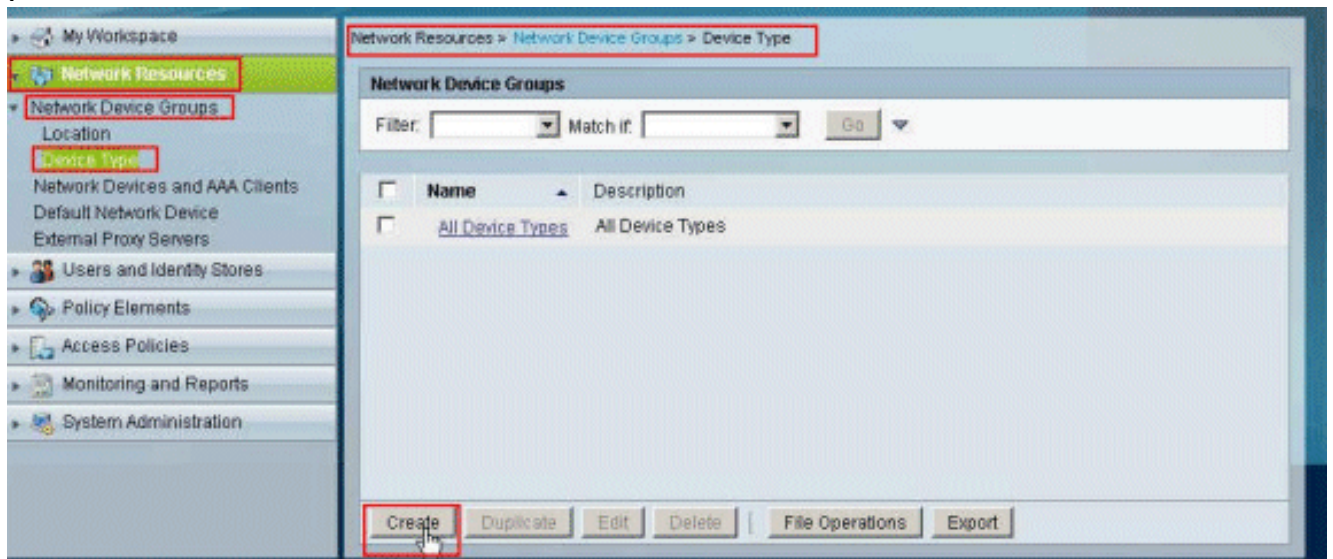 My Workspace
Network Resources
Network Device Groups
Location
Device Type
Network Devices and AAA Clients
Default Network Device
External Proxy Servers
Users and Identity Stores
Policy Elements
Access Policies
Monitoring and Reports
System Administration
Network Resources > Network Device Groups > Device Type
Network Device Groups
Filter: Match if: Go
Name Description
All Device Types All Device Types
Create Duplicate Edit Delete | File Operations Export